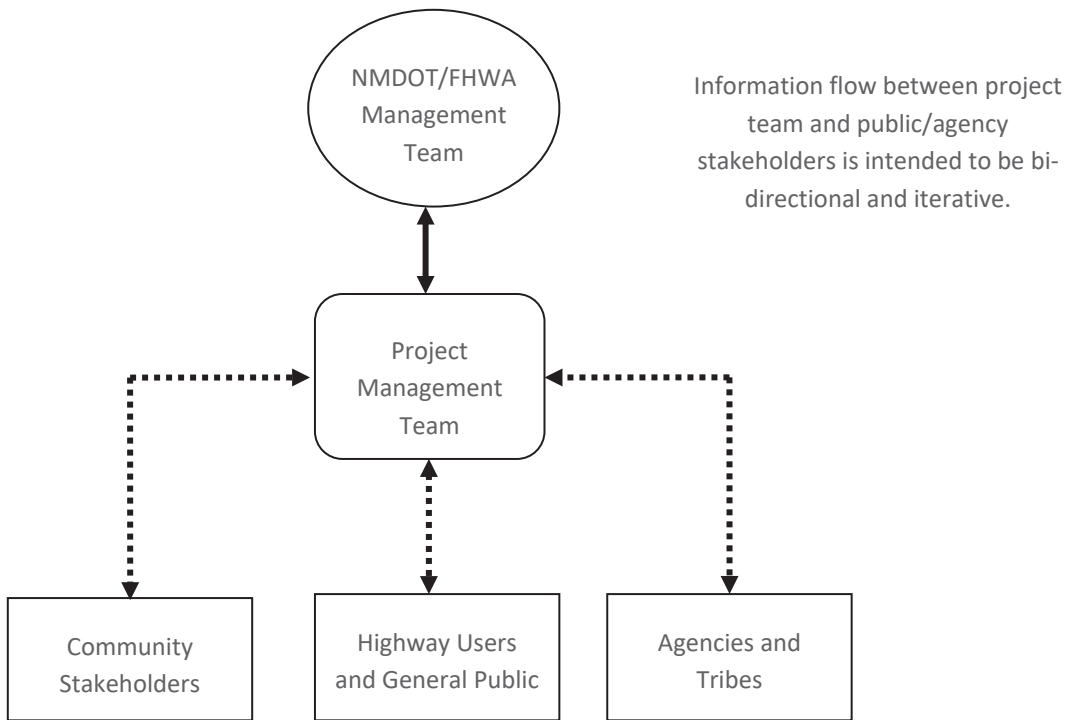 NMDOT/FHWA
Management
Team
Information flow between project
team and public/agency
stakeholders is intended to be bi-
directional and iterative.
Project
Management
Team
Community
Stakeholders
Highway Users
and General Public
Agencies and
Tribes